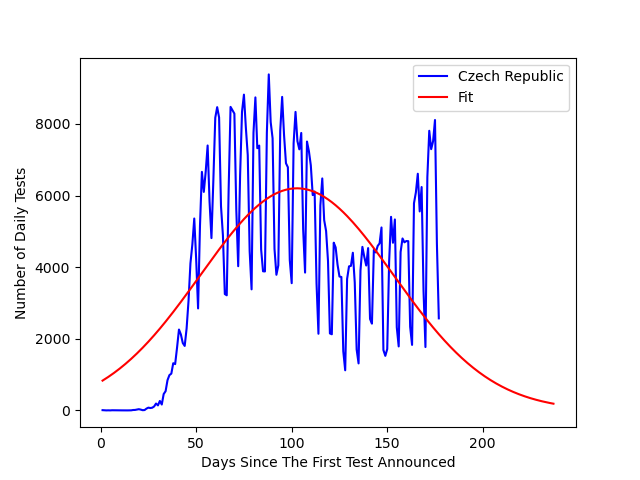 Czech Republic
Fit
8000
6000
4000
2000
0
Number of Daily Tests
0 50 100 150 200
Days Since The First Test Announced